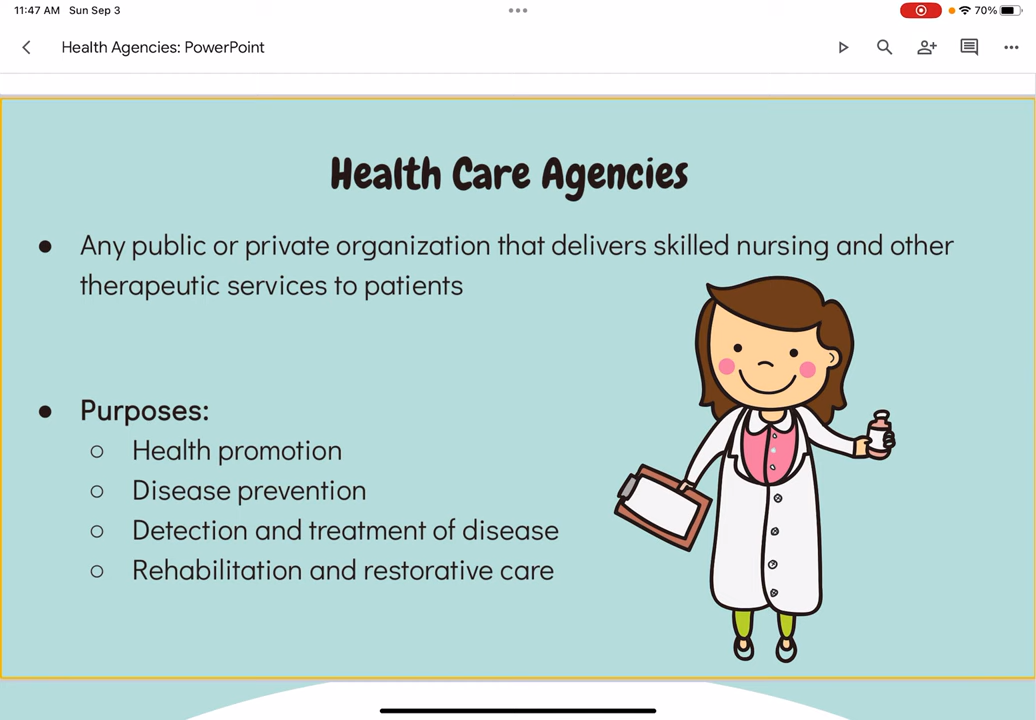 11:47 AM Sun Sep 3
70%
Health Agencies: PowerPoint
Health Care Agencies
● Any public or private organization that delivers skilled nursing and other
therapeutic services to patients
● Purposes:
○ Health promotion
○ Disease prevention
○ Detection and treatment of disease
○ Rehabilitation and restorative care